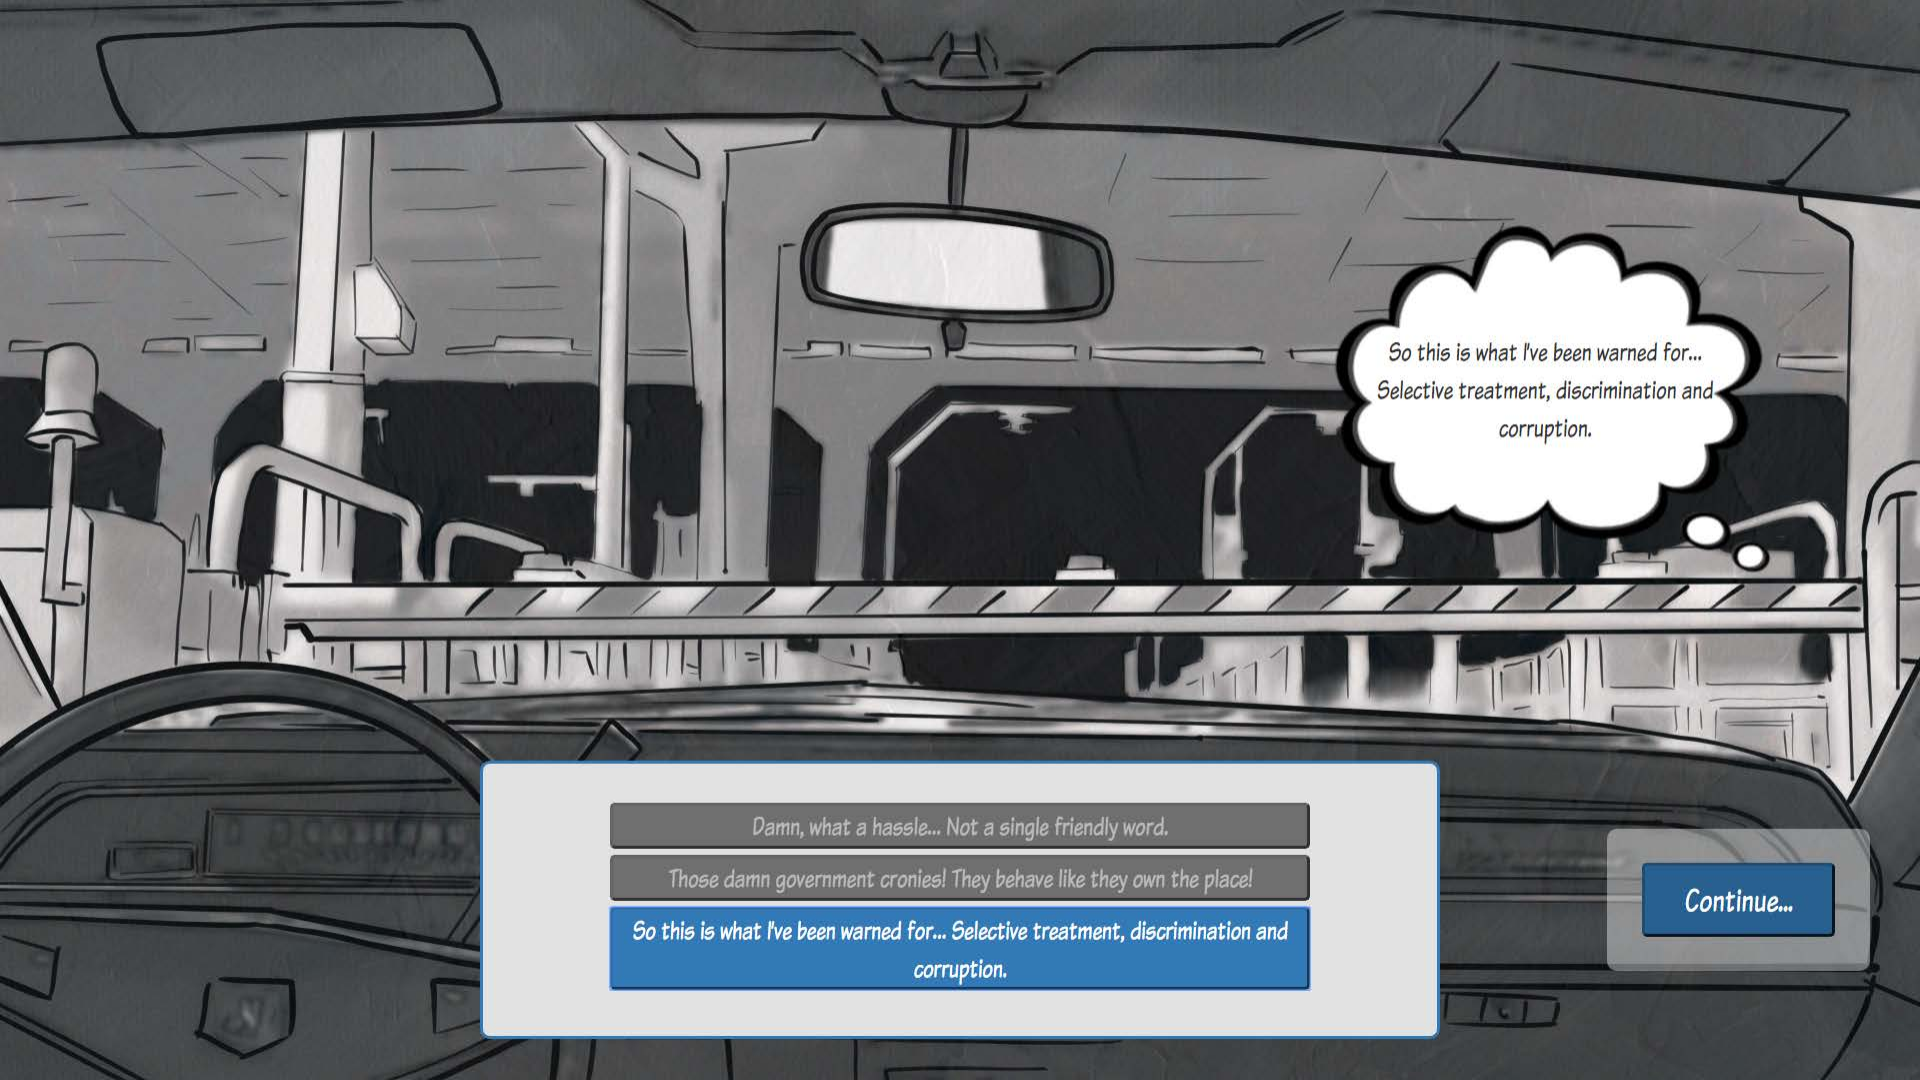 So this is what I've been warned for...
Selective treatment, discrimination and
corruption.
Damn, what a hassle... Not a single friendly word.
Those damn government cronies! They behave like they own the place!
So this is what I've been warned for... Selective treatment, discrimination and
corruption.
Continue...